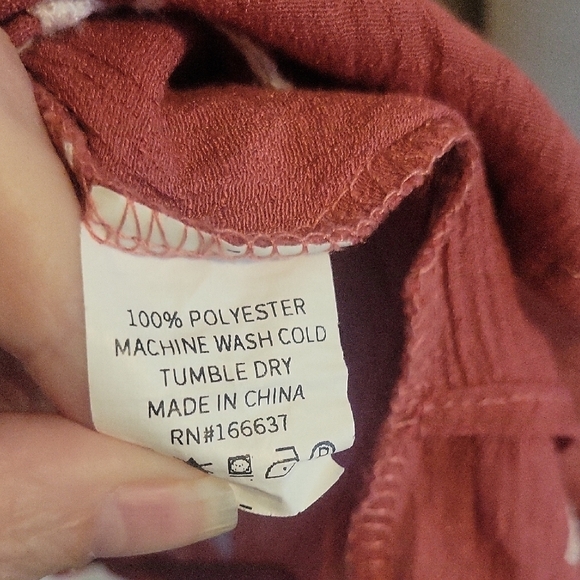 100% POLYESTER
MACHINE WASH COLD
TUMBLE DRY
MADE IN CHINA
RN#166637
P